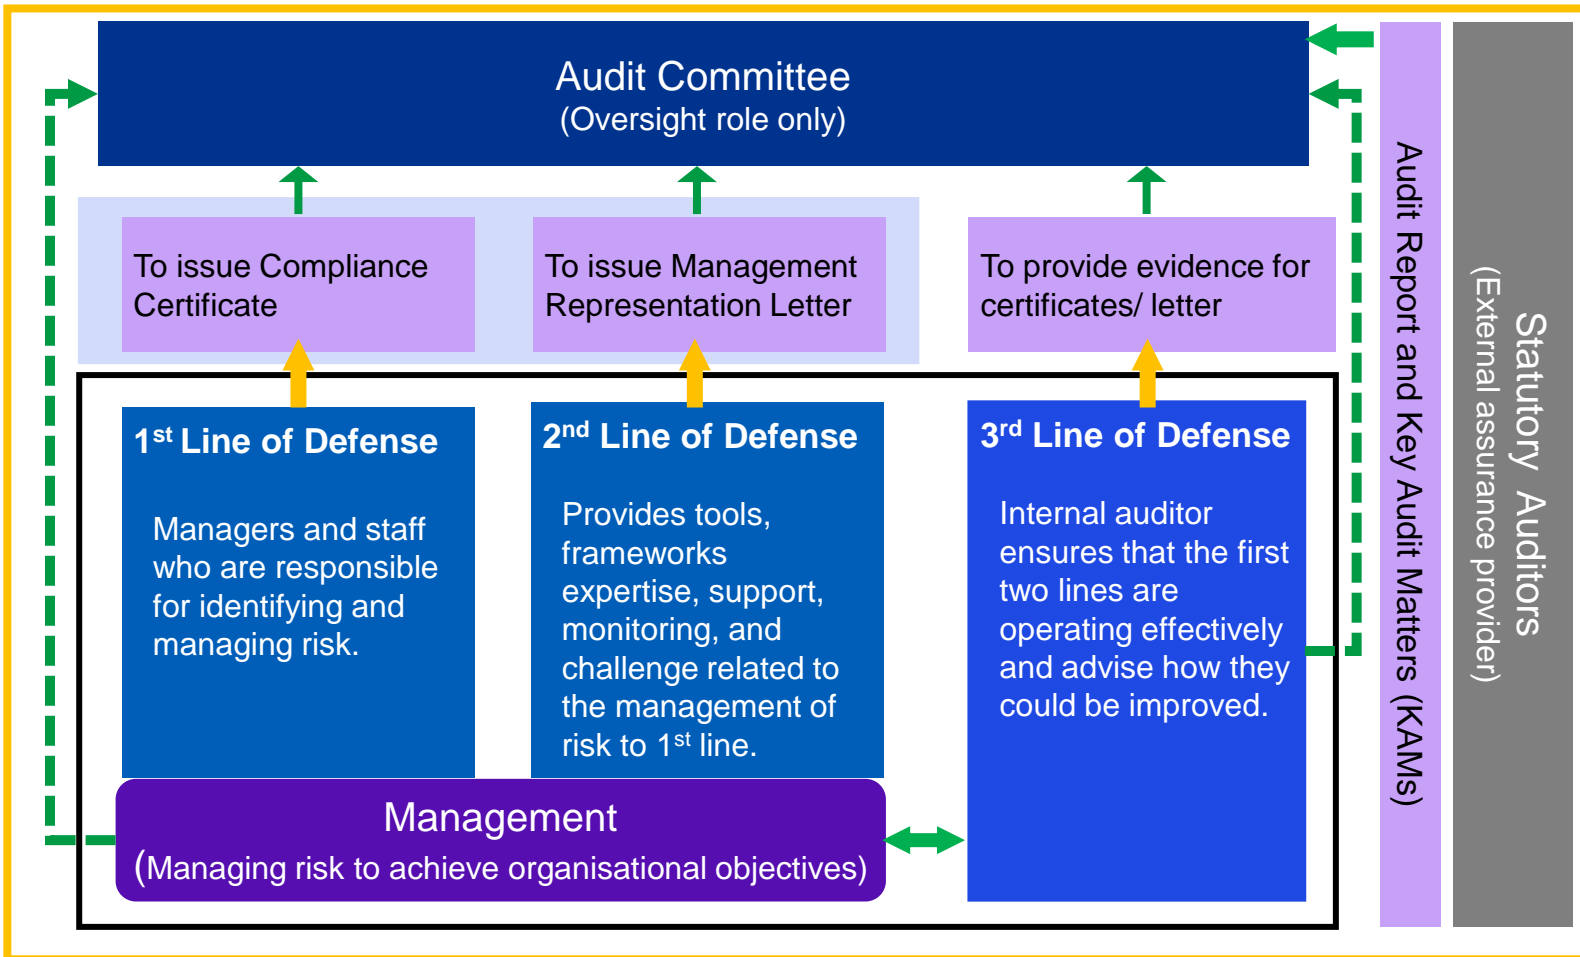 Audit Committee
(Oversight role only)
To issue Compliance
Certificate
To issue Management
Representation Letter
To provide evidence for
certificates/ letter
1st Line of Defense
Managers and staff
who are responsible
for identifying and
managing risk.
2nd Line of Defense
Provides tools,
frameworks
expertise, support,
monitoring, and
challenge related to
the management of
risk to 1st line.
3rd Line of Defense
Internal auditor
ensures that the first
two lines are
operating effectively
and advise how they
could be improved.
Management
(Managing risk to achieve organisational objectives)
Audit Report and Key Audit Matters (KAMs)
Statutory Auditors
(External assurance provider)